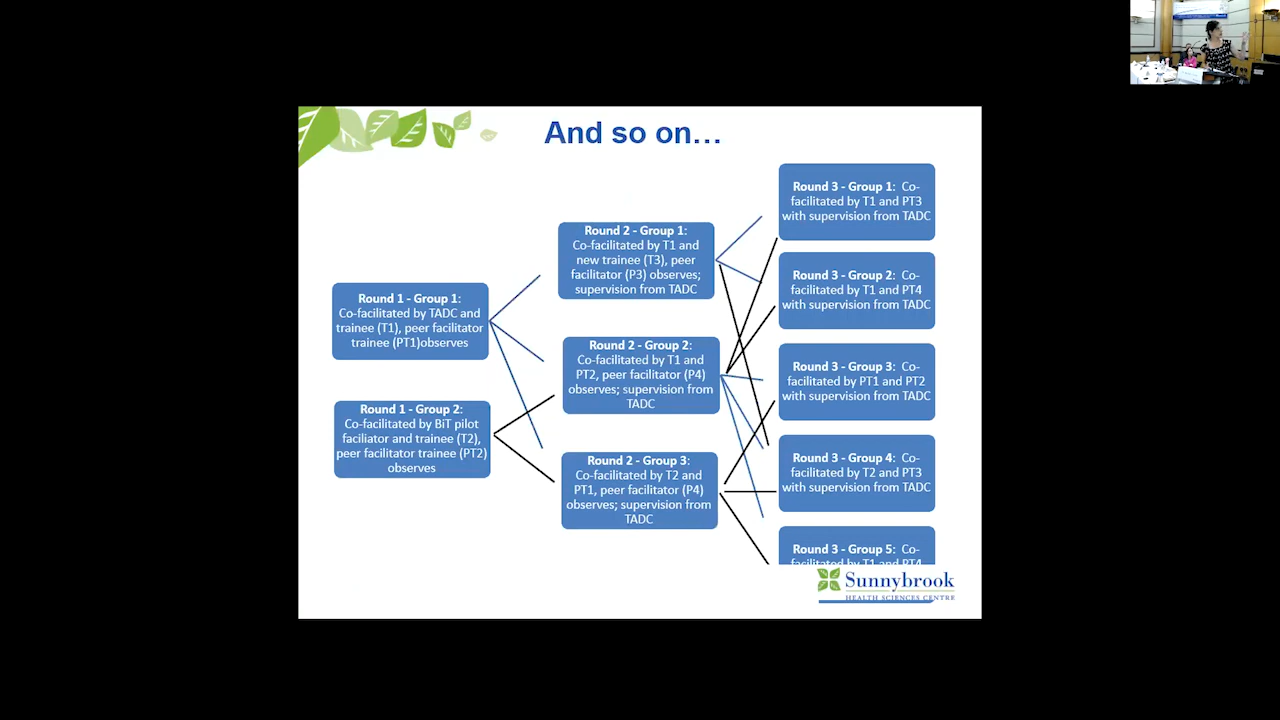 And so on…
Round 1 - Group 1:
Co-facilitated by TADC and
trainee (T1), peer facilitator
trainee (PT1)observes
Round 1 - Group 2:
Co-facilitated by BiT pilot
faciliator and trainee (T2),
peer facilitator trainee (PT2)
observes
Round 2 - Group 1:
Co-facilitated by T1 and
new trainee (T3), peer
facilitator (P3) observes;
supervision from TADC
Round 2 - Group 2:
Co-facilitated by T1 and
PT2, peer facilitator (P4)
observes; supervision from
TADC
Round 2 - Group 3:
Co-facilitated by T2 and
PT1, peer facilitator (P4)
observes; supervision from
TADC
Round 3 - Group 1: Co-
facilitated by T1 and PT3
with supervision from TADC
Round 3 - Group 2: Co-
facilitated by T1 and PT4
with supervision from TADC
Round 3 - Group 3: Co-
facilitated by PT1 and PT2
with supervision from TADC
Round 3 - Group 4: Co-
facilitated by T2 and PT3
with supervision from TADC
Round 3 - Group 5: Co-
facilitated by T1 and PT4
Sunnybrook
HEALTH SCIENCES CENTRE